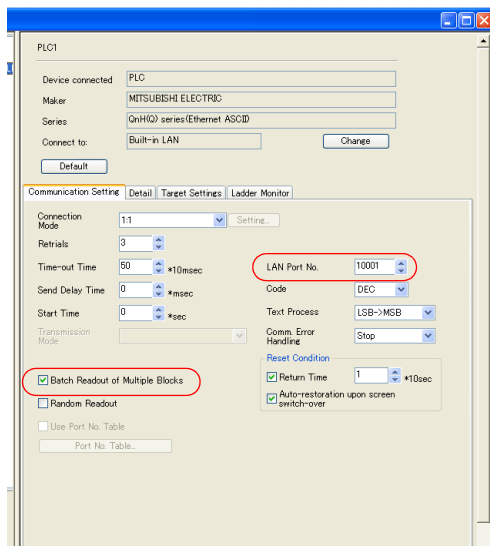 PLC1
Device connected PLC
Maker MITSUBISHI ELECTRIC
Series QnH(Q) series(Ethernet ASCII)
Connect to: Built-in LAN Change
Default
Communication Setting Detail Target Settings Ladder Monitor
Connection Mode 1:1 Setting...
Retrials 3
Time-out Time 50 *10msec LAN Port No. 10001
Send Delay Time 0 *msec Code DEC
Start Time 0 *sec Text Process LSB->MSB
Transmission Mode Comm. Error Handling Stop
Reset Condition
Batch Readout of Multiple Blocks Return Time 1 *10sec
Random Readout Auto-restoration upon screen switch-over
Use Port No. Table
Port No. Table...